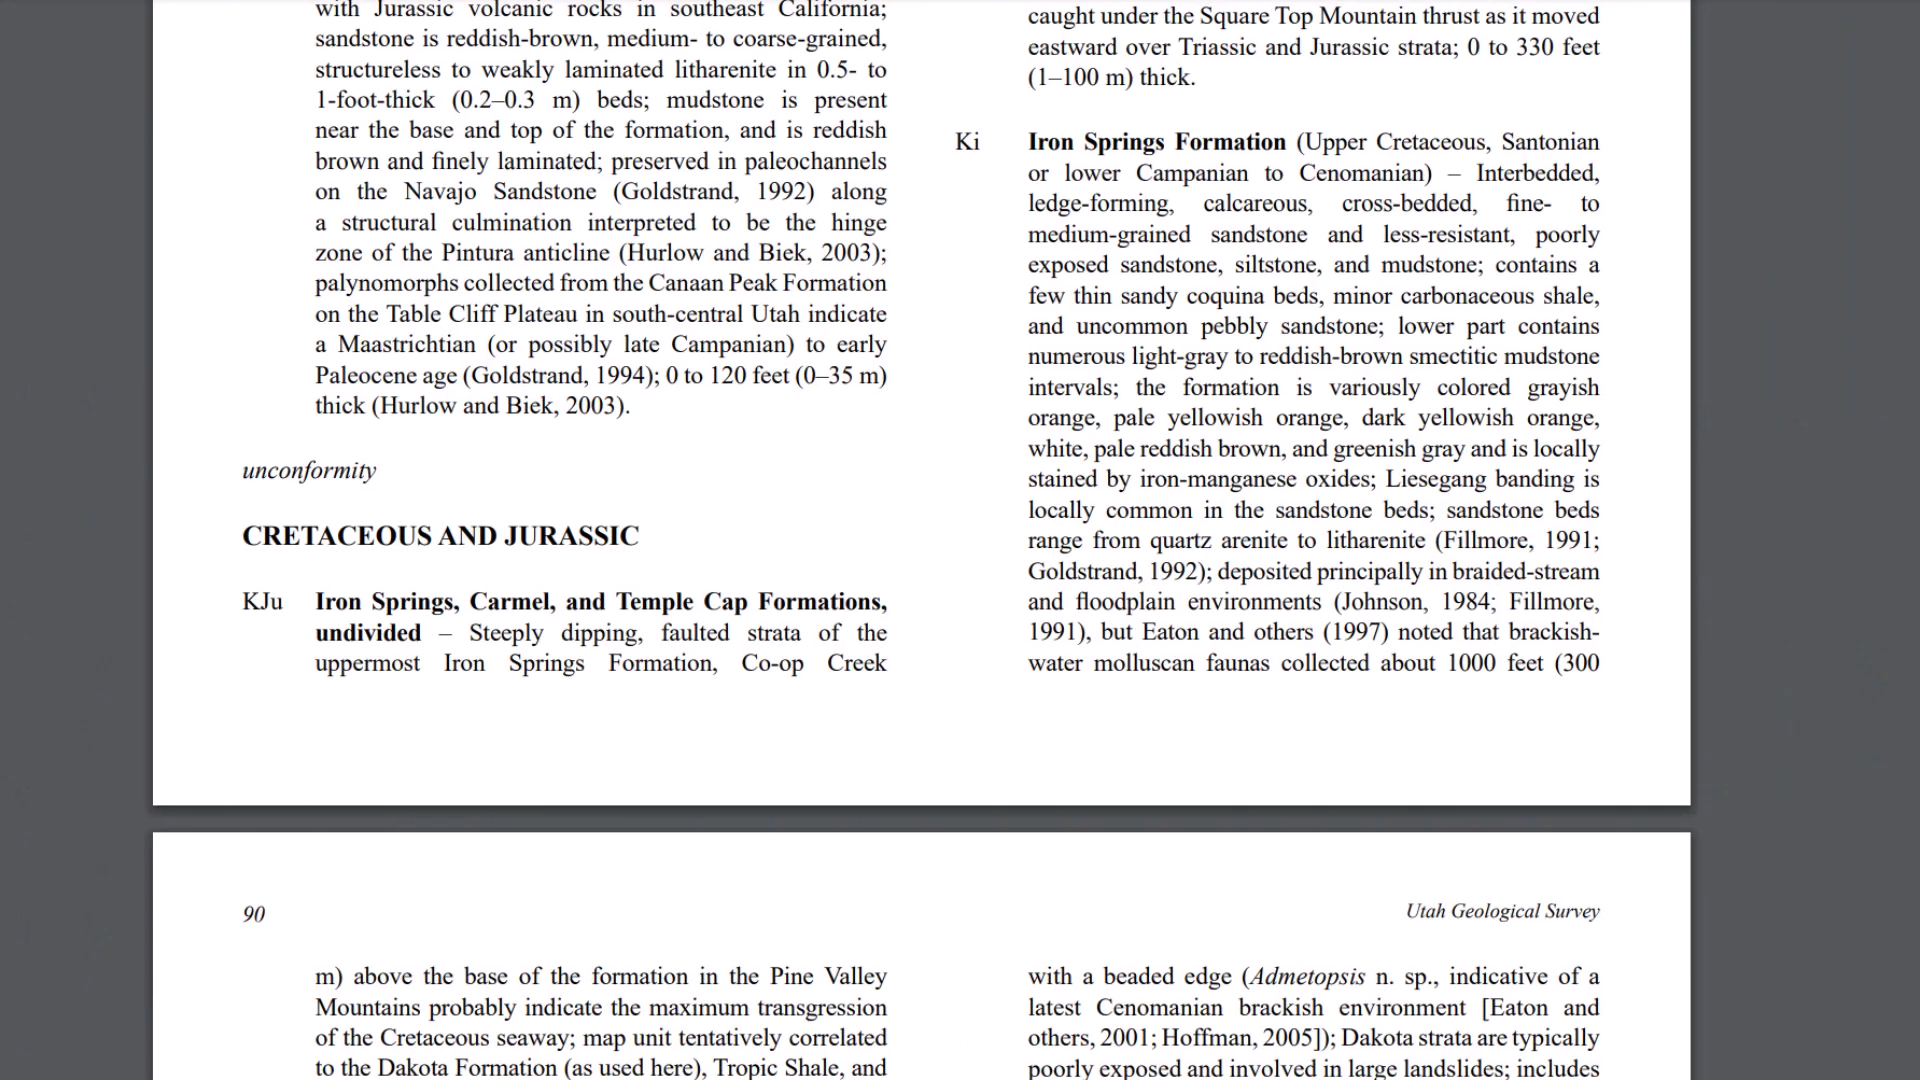 with Jurassic volcanic rocks in southeast California;
sandstone is reddish-brown, medium- to coarse-grained,
structureless to weakly laminated litharenite in 0.5- to
1-foot-thick (0.2–0.3 m) beds; mudstone is present
near the base and top of the formation, and is reddish
brown and finely laminated; preserved in paleochannels
on the Navajo Sandstone (Goldstrand, 1992) along
a structural culmination interpreted to be the hinge
zone of the Pintura anticline (Hurlow and Biek, 2003);
palynomorphs collected from the Canaan Peak Formation
on the Table Cliff Plateau in south-central Utah indicate
a Maastrichtian (or possibly late Campanian) to early
Paleocene age (Goldstrand, 1994); 0 to 120 feet (0–35 m)
thick (Hurlow and Biek, 2003).
unconformity
CRETACEOUS AND JURASSIC
KJu Iron Springs, Carmel, and Temple Cap Formations,
undivided – Steeply dipping, faulted strata of the
uppermost Iron Springs Formation, Co-op Creek
caught under the Square Top Mountain thrust as it moved
eastward over Triassic and Jurassic strata; 0 to 330 feet
(1–100 m) thick.
Ki Iron Springs Formation (Upper Cretaceous, Santonian
or lower Campanian to Cenomanian) – Interbedded,
ledge-forming, calcareous, cross-bedded, fine- to
medium-grained sandstone and less-resistant, poorly
exposed sandstone, siltstone, and mudstone; contains a
few thin sandy coquina beds, minor carbonaceous shale,
and uncommon pebbly sandstone; lower part contains
numerous light-gray to reddish-brown smectitic mudstone
intervals; the formation is variously colored grayish
orange, pale yellowish orange, dark yellowish orange,
white, pale reddish brown, and greenish gray and is locally
stained by iron-manganese oxides; Liesegang banding is
locally common in the sandstone beds; sandstone beds
range from quartz arenite to litharenite (Fillmore, 1991;
Goldstrand, 1992); deposited principally in braided-stream
and floodplain environments (Johnson, 1984; Fillmore,
1991), but Eaton and others (1997) noted that brackish-
water molluscan faunas collected about 1000 feet (300
90
Utah Geological Survey
m) above the base of the formation in the Pine Valley
Mountains probably indicate the maximum transgression
of the Cretaceous seaway; map unit tentatively correlated
to the Dakota Formation (as used here), Tropic Shale, and
with a beaded edge (Admetopsis n. sp., indicative of a
latest Cenomanian brackish environment [Eaton and
others, 2001; Hoffman, 2005]); Dakota strata are typically
poorly exposed and involved in large landslides; includes